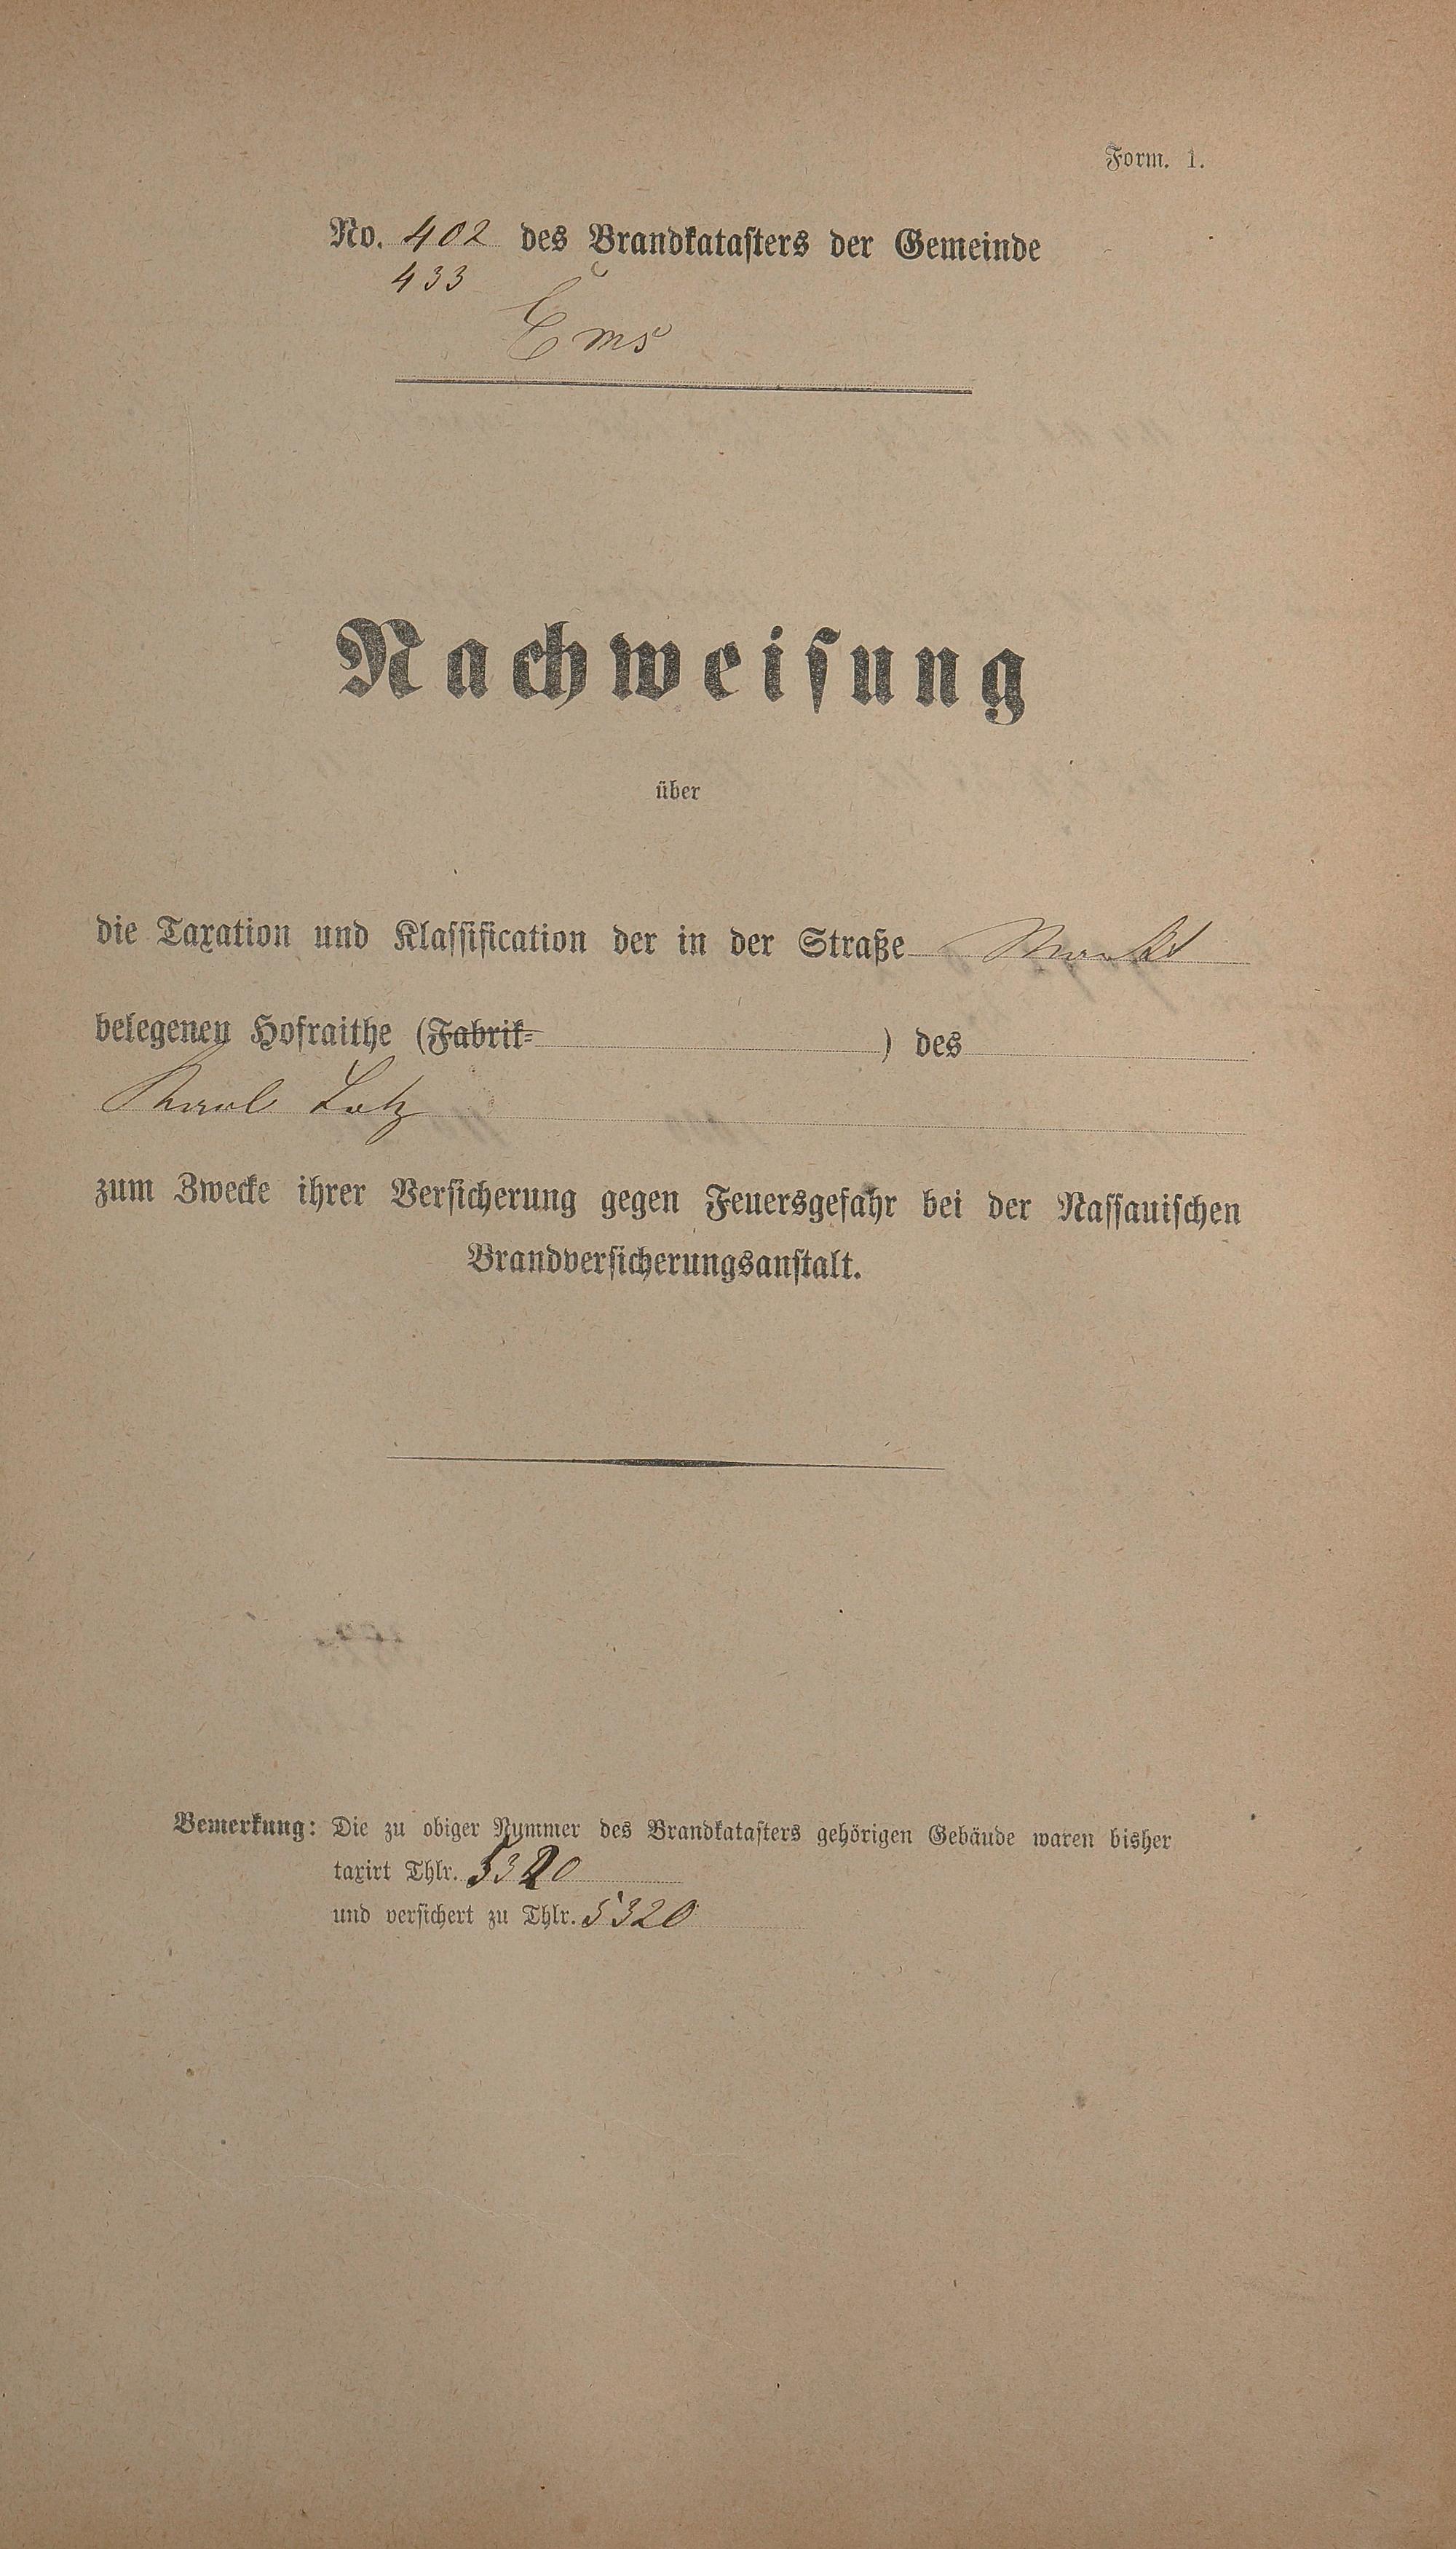 Form. 1.
No. 402 des Brandkatasters der Gemeinde
433
Ems
Nachweisung
über
die Taxation und Klassification der in der Straße Markt
belegenen Hofraithe (Fabrik- ) des
Karl Lotz
zum Zwecke ihrer Versicherung gegen Feuersgefahr bei der Nassauischen
Brandversicherungsanstalt.
Bemerkung: Die zu obiger Nummer des Brandkatasters gehörigen Gebäude waren bisher
taxirt Thlr. 5320
und versichert zu Thlr. 5320